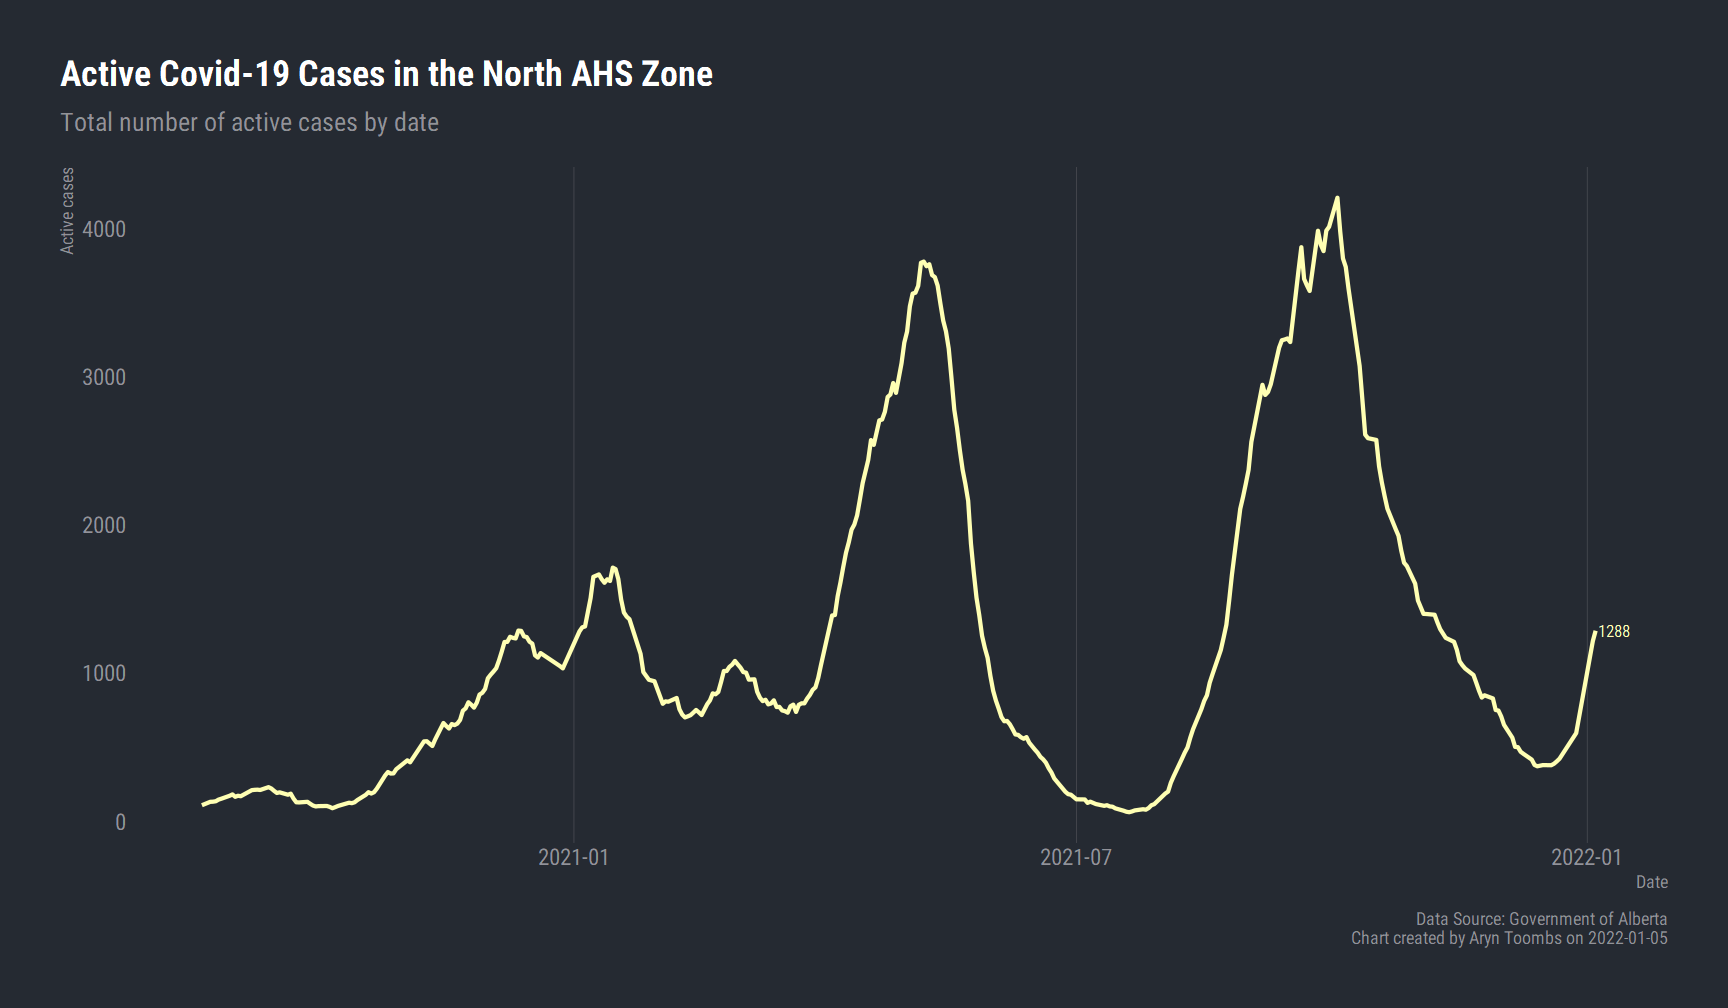 Active Covid-19 Cases in the North AHS Zone
Total number of active cases by date
Active cases
4000
3000
2000
1000
0
1288
2021-01
2021-07
2022-01
Date
Data Source: Government of Alberta
Chart created by Aryn Toombs on 2022-01-05